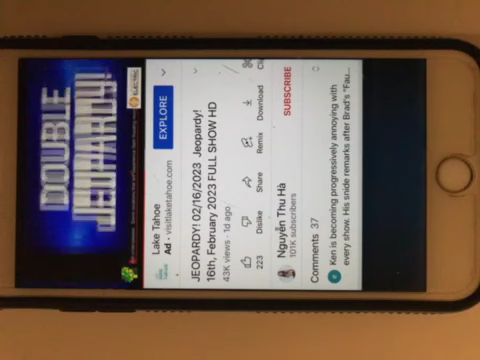 DOUBLE
JEOPARDY!
ELECTRIC
Lake Tahoe
Ad · visitlaketahoe.com
EXPLORE
JEOPARDY! 02/16/2023 Jeopardy!
16th, February 2023 FULL SHOW HD
43K views · 1d ago
223
Dislike
Share
Remix
Download
Cli
Nguyễn Thu Hà
101K subscribers
SUBSCRIBE
Comments 37
Ken is becoming progressively annoying with
every show. His snide remarks after Brad's "Fau...